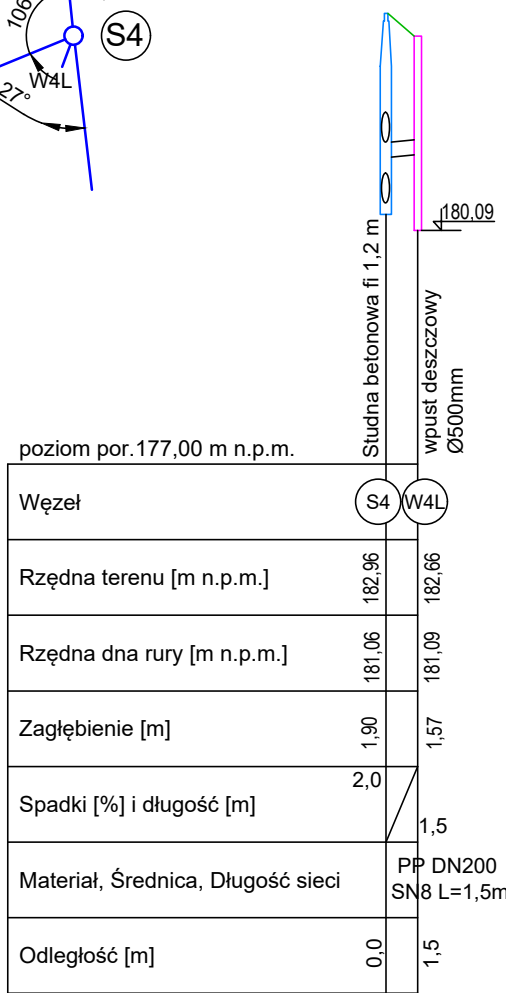 106
S4
W4L
27°
180,09
Studna betonowa fi 1,2 m
wpust deszczowy
Ø500mm
poziom por.177,00 m n.p.m.
Węzeł
S4
W4L
Rzędna terenu [m n.p.m.]
182,96
182,66
Rzędna dna rury [m n.p.m.]
181,06
181,09
Zagłębienie [m]
1,90
1,57
Spadki [%] i długość [m]
2,0
1,5
Materiał, Średnica, Długość sieci
PP DN200
SN8 L=1,5m
Odległość [m]
0,0
1,5